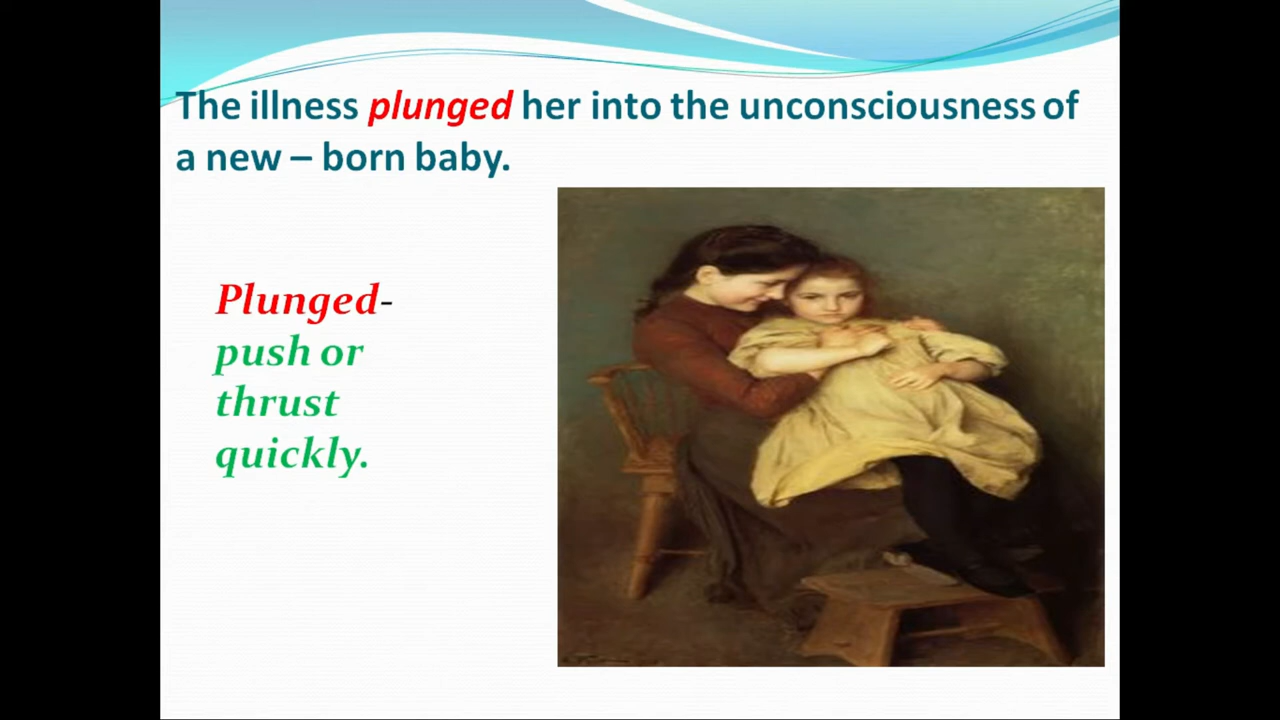 The illness plunged her into the unconsciousness of
a new – born baby.
Plunged-
push or
thrust
quickly.